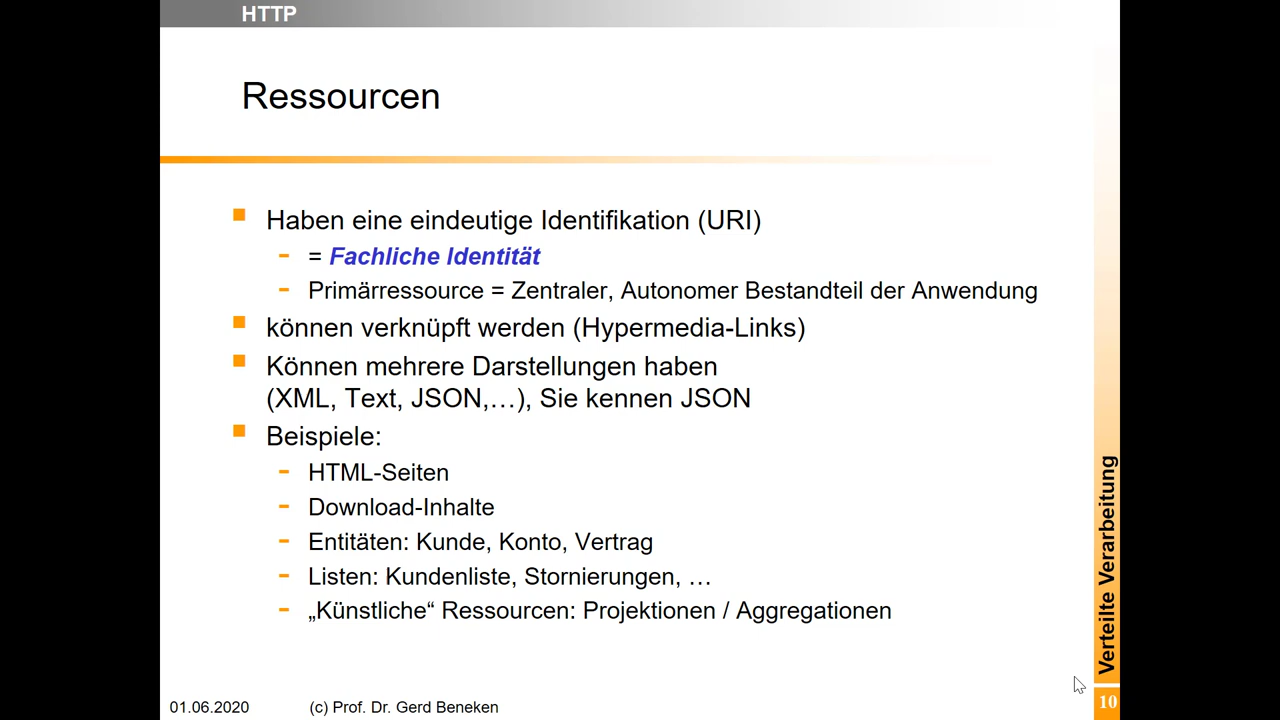 HTTP
Ressourcen
Haben eine eindeutige Identifikation (URI)
= Fachliche Identität
Primärressource = Zentraler, Autonomer Bestandteil der Anwendung
können verknüpft werden (Hypermedia-Links)
Können mehrere Darstellungen haben
(XML, Text, JSON,…), Sie kennen JSON
Beispiele:
HTML-Seiten
Download-Inhalte
Entitäten: Kunde, Konto, Vertrag
Listen: Kundenliste, Stornierungen, …
„Künstliche“ Ressourcen: Projektionen / Aggregationen
Verteilte Verarbeitung
01.06.2020
(c) Prof. Dr. Gerd Beneken
10